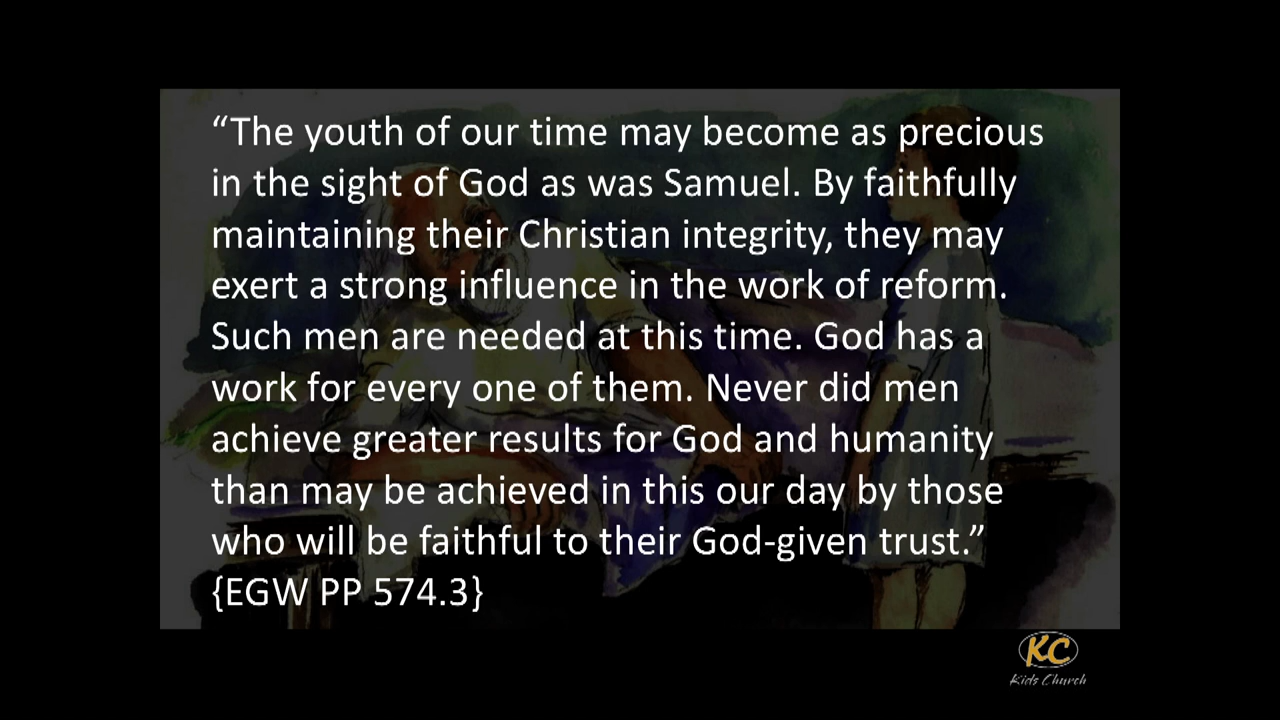 “The youth of our time may become as precious
in the sight of God as was Samuel. By faithfully
maintaining their Christian integrity, they may
exert a strong influence in the work of reform.
Such men are needed at this time. God has a
work for every one of them. Never did men
achieve greater results for God and humanity
than may be achieved in this our day by those
who will be faithful to their God-given trust.”
{EGW PP 574.3}
KC
Kids Church